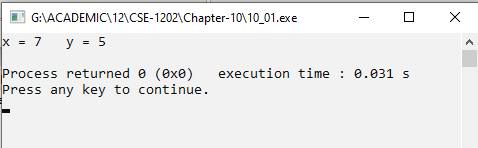 G:\ACADEMIC\12\CSE-1202\Chapter-10\10_01.exe
x = 7   y = 5
Process returned 0 (0x0)   execution time : 0.031 s
Press any key to continue.